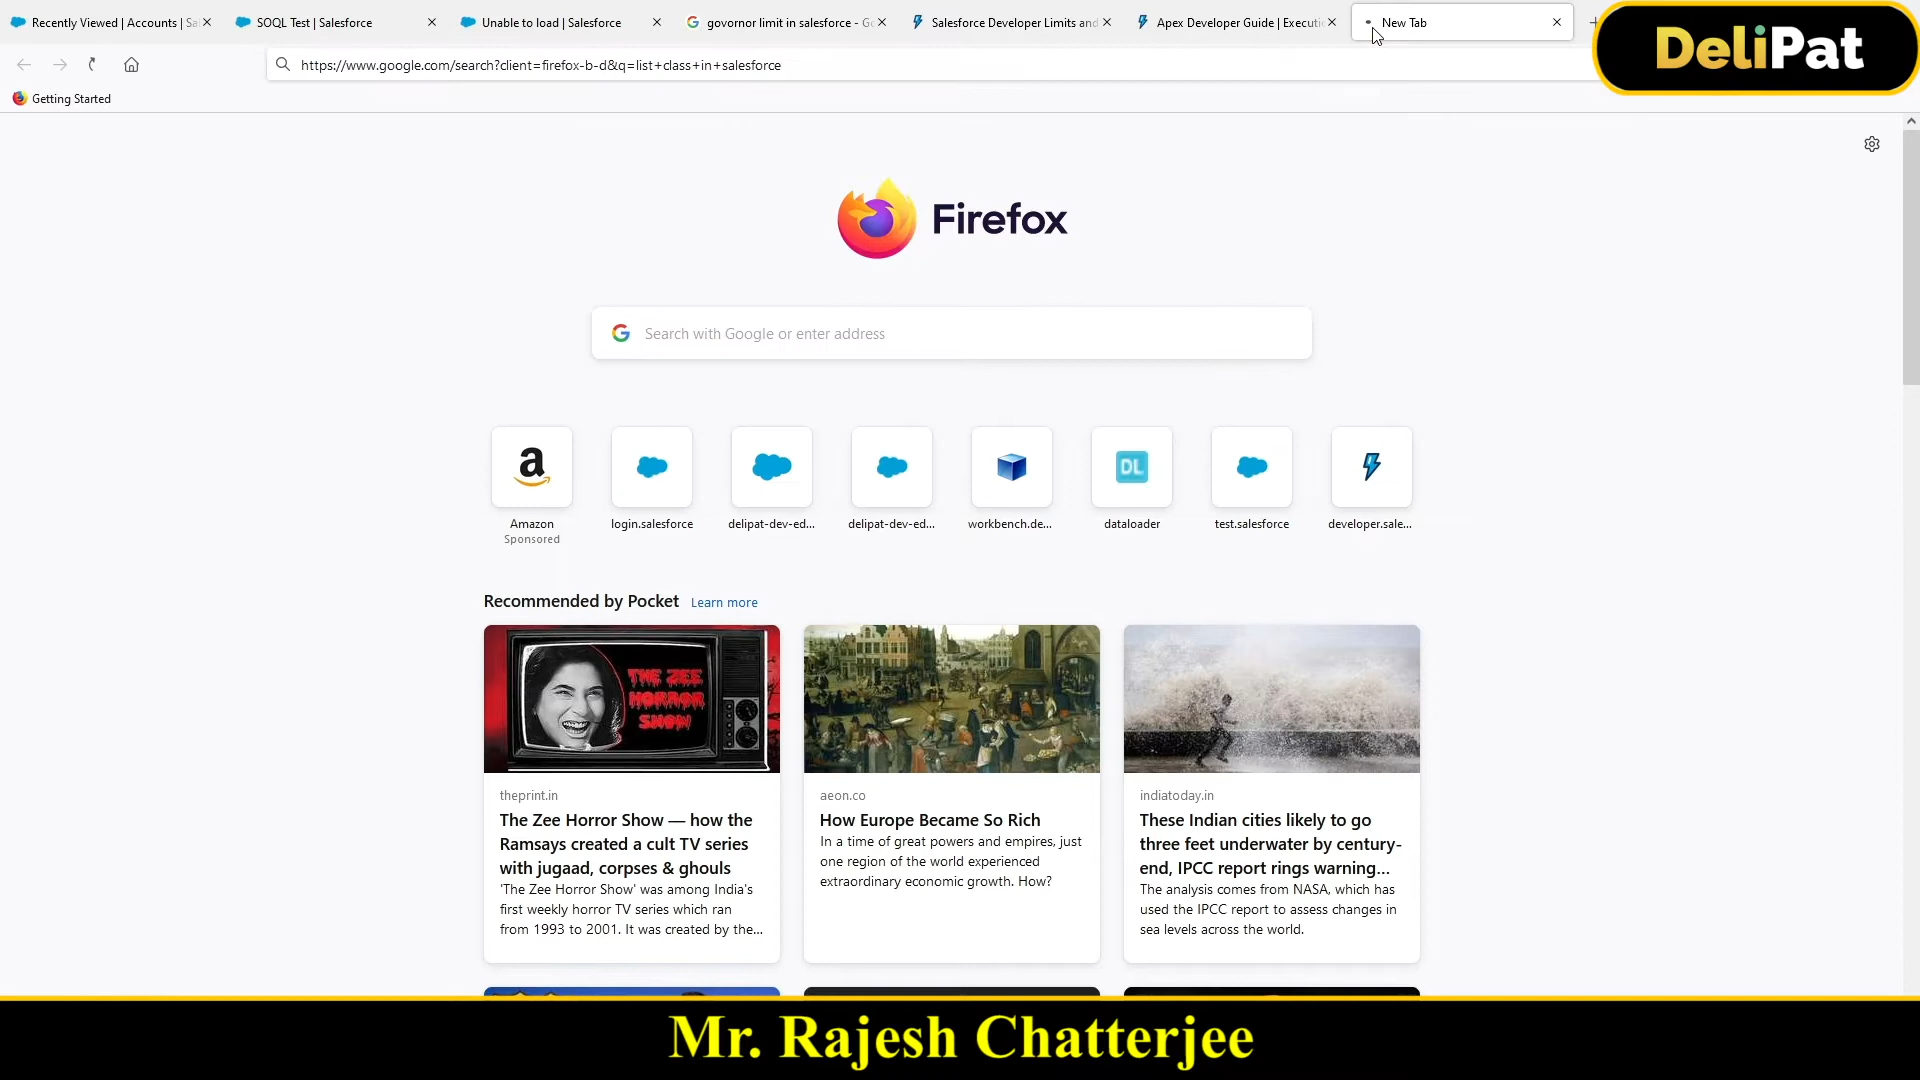 Recently Viewed | Accounts | Sa
SOQL Test | Salesforce
Unable to load | Salesforce
govornor limit in salesforce - Go
Salesforce Developer Limits and
Apex Developer Guide | Executi
New Tab
DeliPat
https://www.google.com/search?client=firefox-b-d&q=list+class+in+salesforce
Getting Started
Firefox
Search with Google or enter address
a
DL
Amazon
Sponsored
login.salesforce
delipat-dev-ed...
delipat-dev-ed...
workbench.de...
dataloader
test.salesforce
developer.sale...
Recommended by Pocket Learn more
THE ZEE
HORROR
SHOW
theprint.in
The Zee Horror Show — how the
Ramsays created a cult TV series
with jugaad, corpses & ghouls
'The Zee Horror Show' was among India's
first weekly horror TV series which ran
from 1993 to 2001. It was created by the...
aeon.co
How Europe Became So Rich
In a time of great powers and empires, just
one region of the world experienced
extraordinary economic growth. How?
indiatoday.in
These Indian cities likely to go
three feet underwater by century-
end, IPCC report rings warning...
The analysis comes from NASA, which has
used the IPCC report to assess changes in
sea levels across the world.
Mr. Rajesh Chatterjee